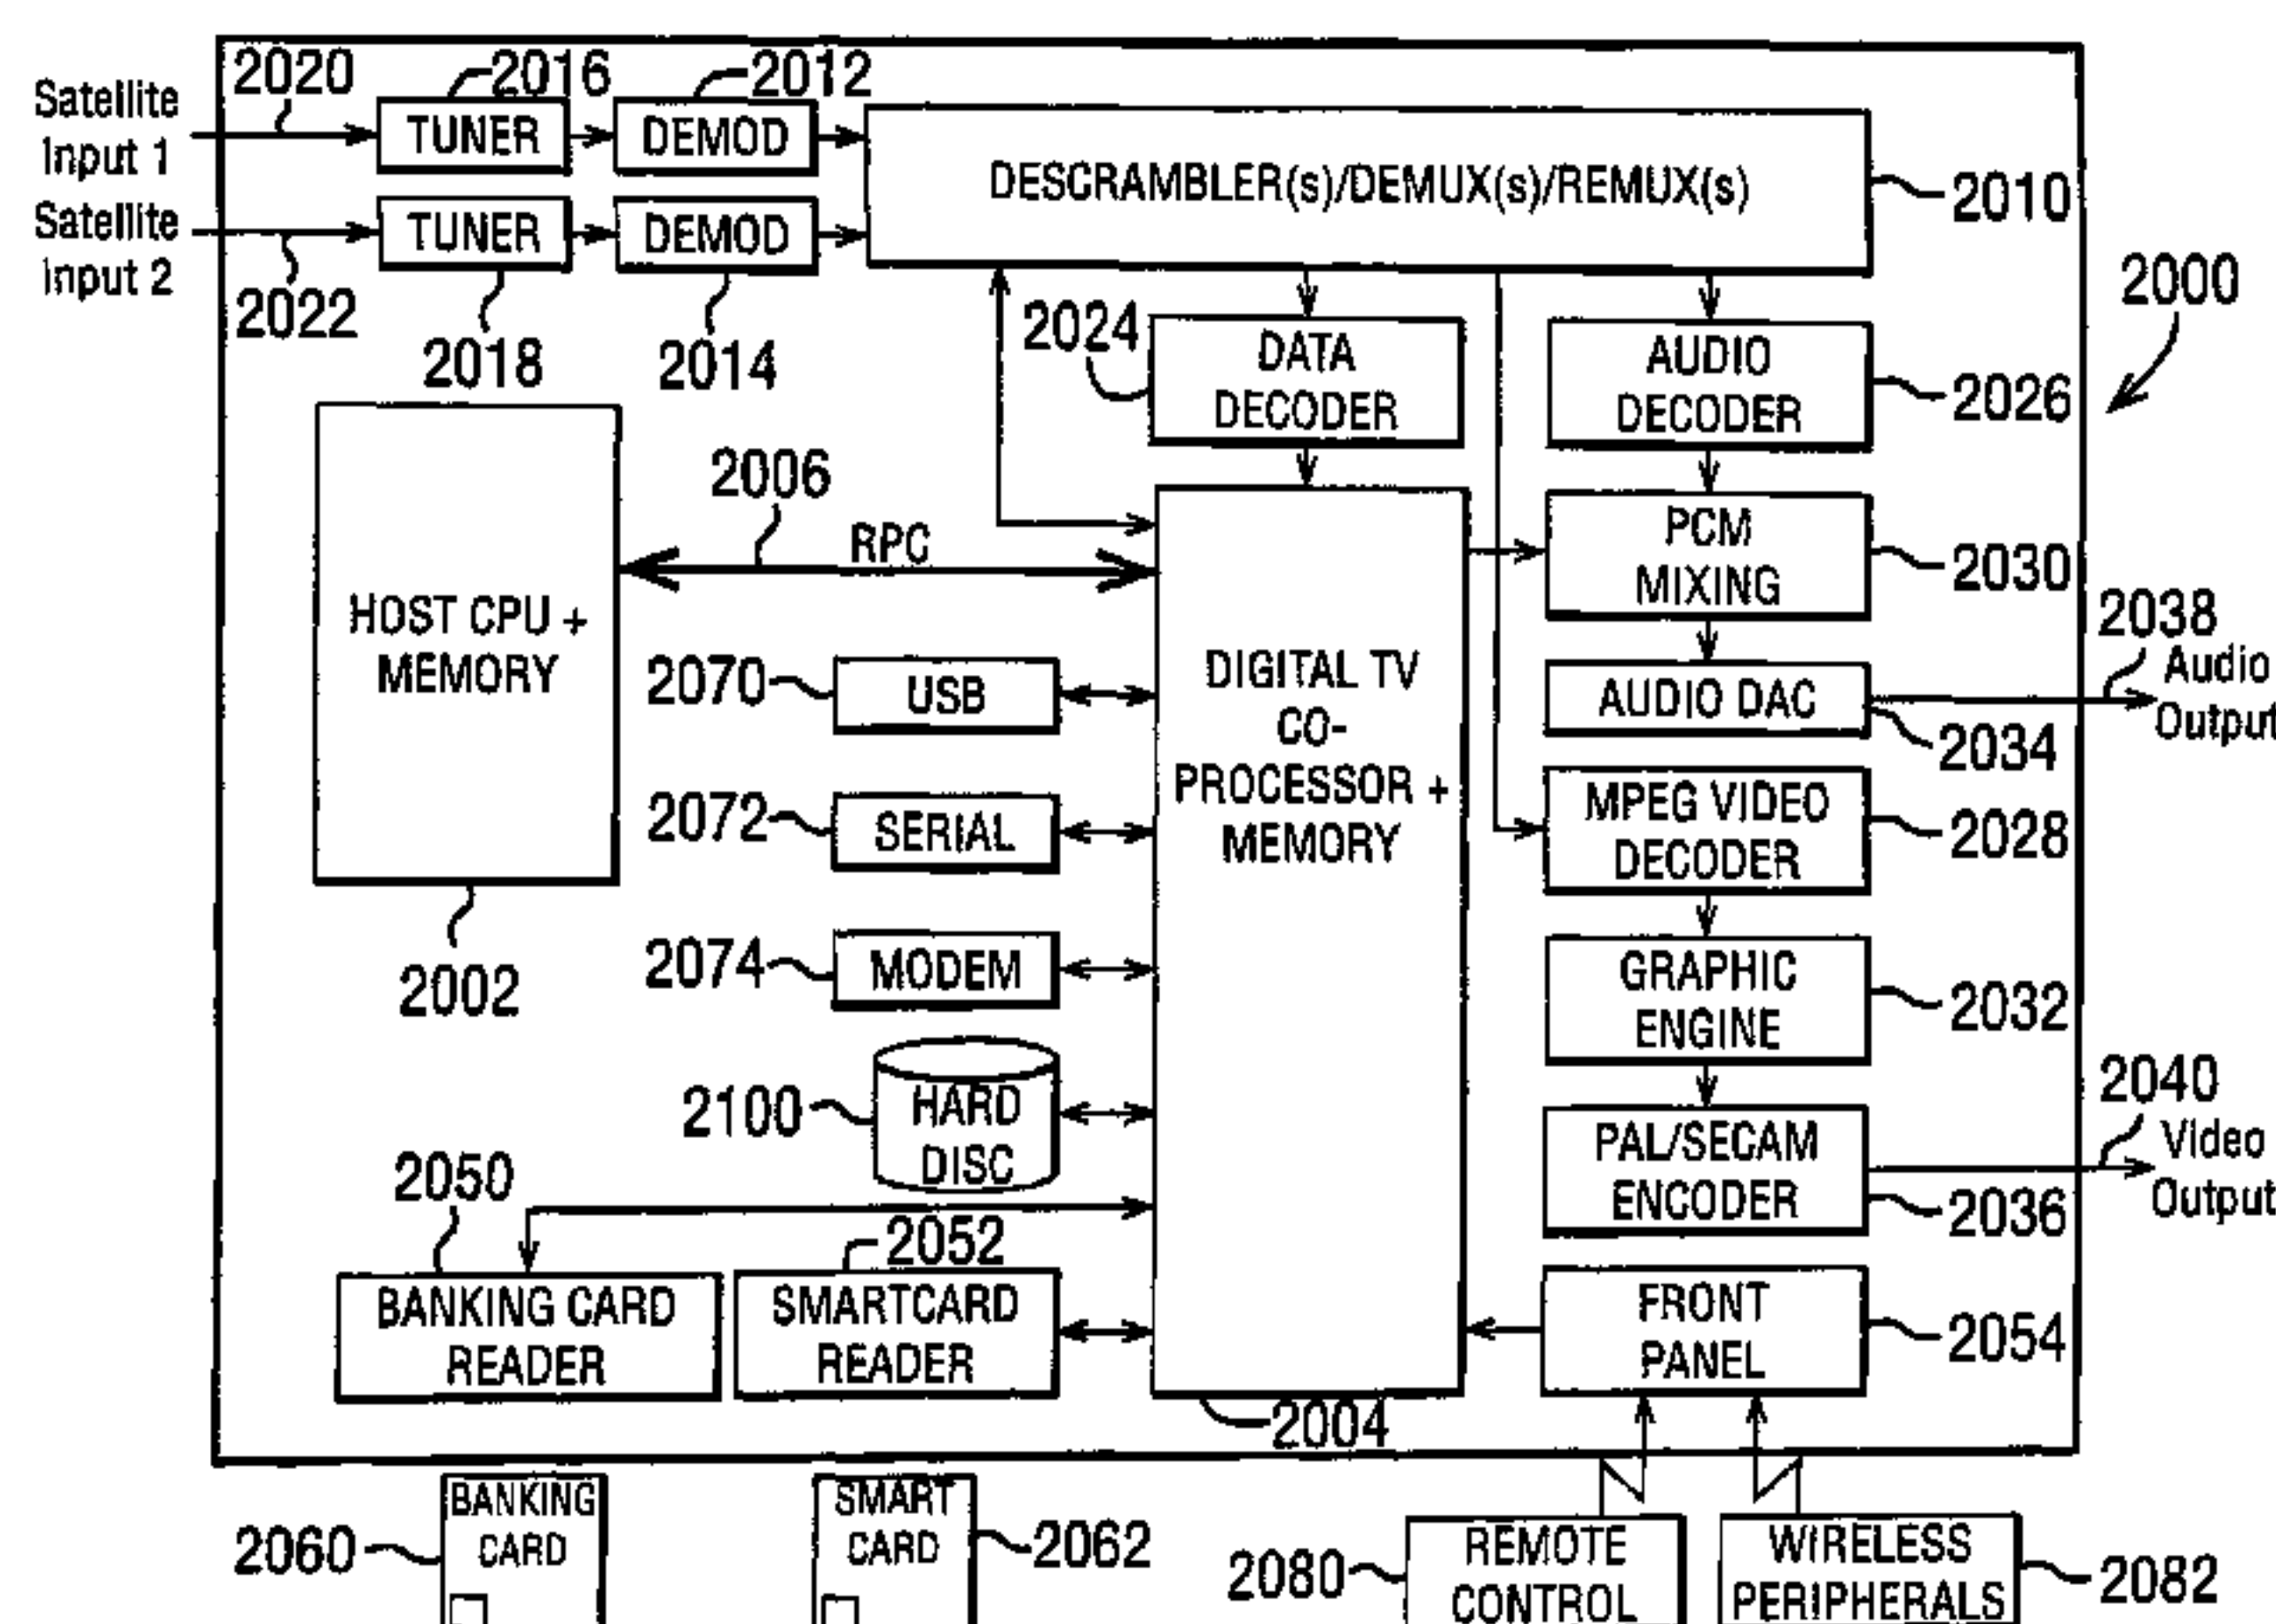 2020
2016
2012
Satellite
Input 1
TUNER
DEMOD
DESCRAMBLER(s)/DEMUX(s)/REMUX(s)
2010
Satellite
Input 2
TUNER
DEMOD
2022
2018
2014
2000
2024
DATA
DECODER
AUDIO
DECODER
2026
2006
RPC
HOST CPU +
MEMORY
2002
PCM
MIXING
2030
2038
Audio
Output
DIGITAL TV
CO-
PROCESSOR +
MEMORY
2004
2070
USB
AUDIO DAC
2034
2072
SERIAL
MPEG VIDEO
DECODER
2028
2074
MODEM
GRAPHIC
ENGINE
2032
2100
HARD
DISC
2040
Video
Output
PAL/SECAM
ENCODER
2036
2050
BANKING CARD
READER
2052
SMARTCARD
READER
FRONT
PANEL
2054
2060
BANKING
CARD
SMART
CARD
2062
2080
REMOTE
CONTROL
WIRELESS
PERIPHERALS
2082